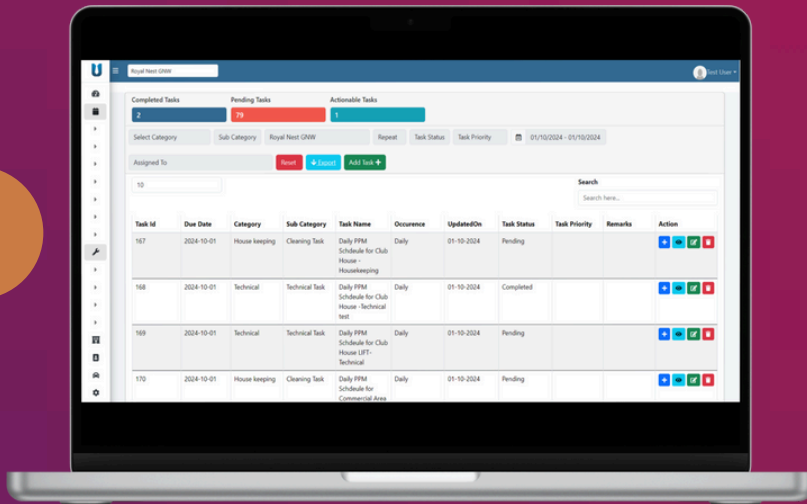 U
Royal Nest GNW
Test User
Completed Tasks Pending Tasks Actionable Tasks
2 79 1
Select Category Sub Category Royal Nest GNW Repeat Task Status Task Priority 01/10/2024 - 01/10/2024
Assigned To Reset Export Add Task +
10 Search
Search here...
Task Id Due Date Category Sub Category Task Name Occurence UpdatedOn Task Status Task Priority Remarks Action
167 2024-10-01 House keeping Cleaning Task Daily PPM Daily 01-10-2024 Pending
Schdeule for Club
House -
Housekeeping
168 2024-10-01 Technical Technical Task Daily PPM Daily 01-10-2024 Completed
Schdeule for Club
House -Technical
test
169 2024-10-01 Technical Technical Task Daily PPM Daily 01-10-2024 Pending
Schdeule for Club
House LIFT-
Technical
170 2024-10-01 House keeping Cleaning Task Daily PPM Daily 01-10-2024 Pending
Schdeule for
Commercial Area